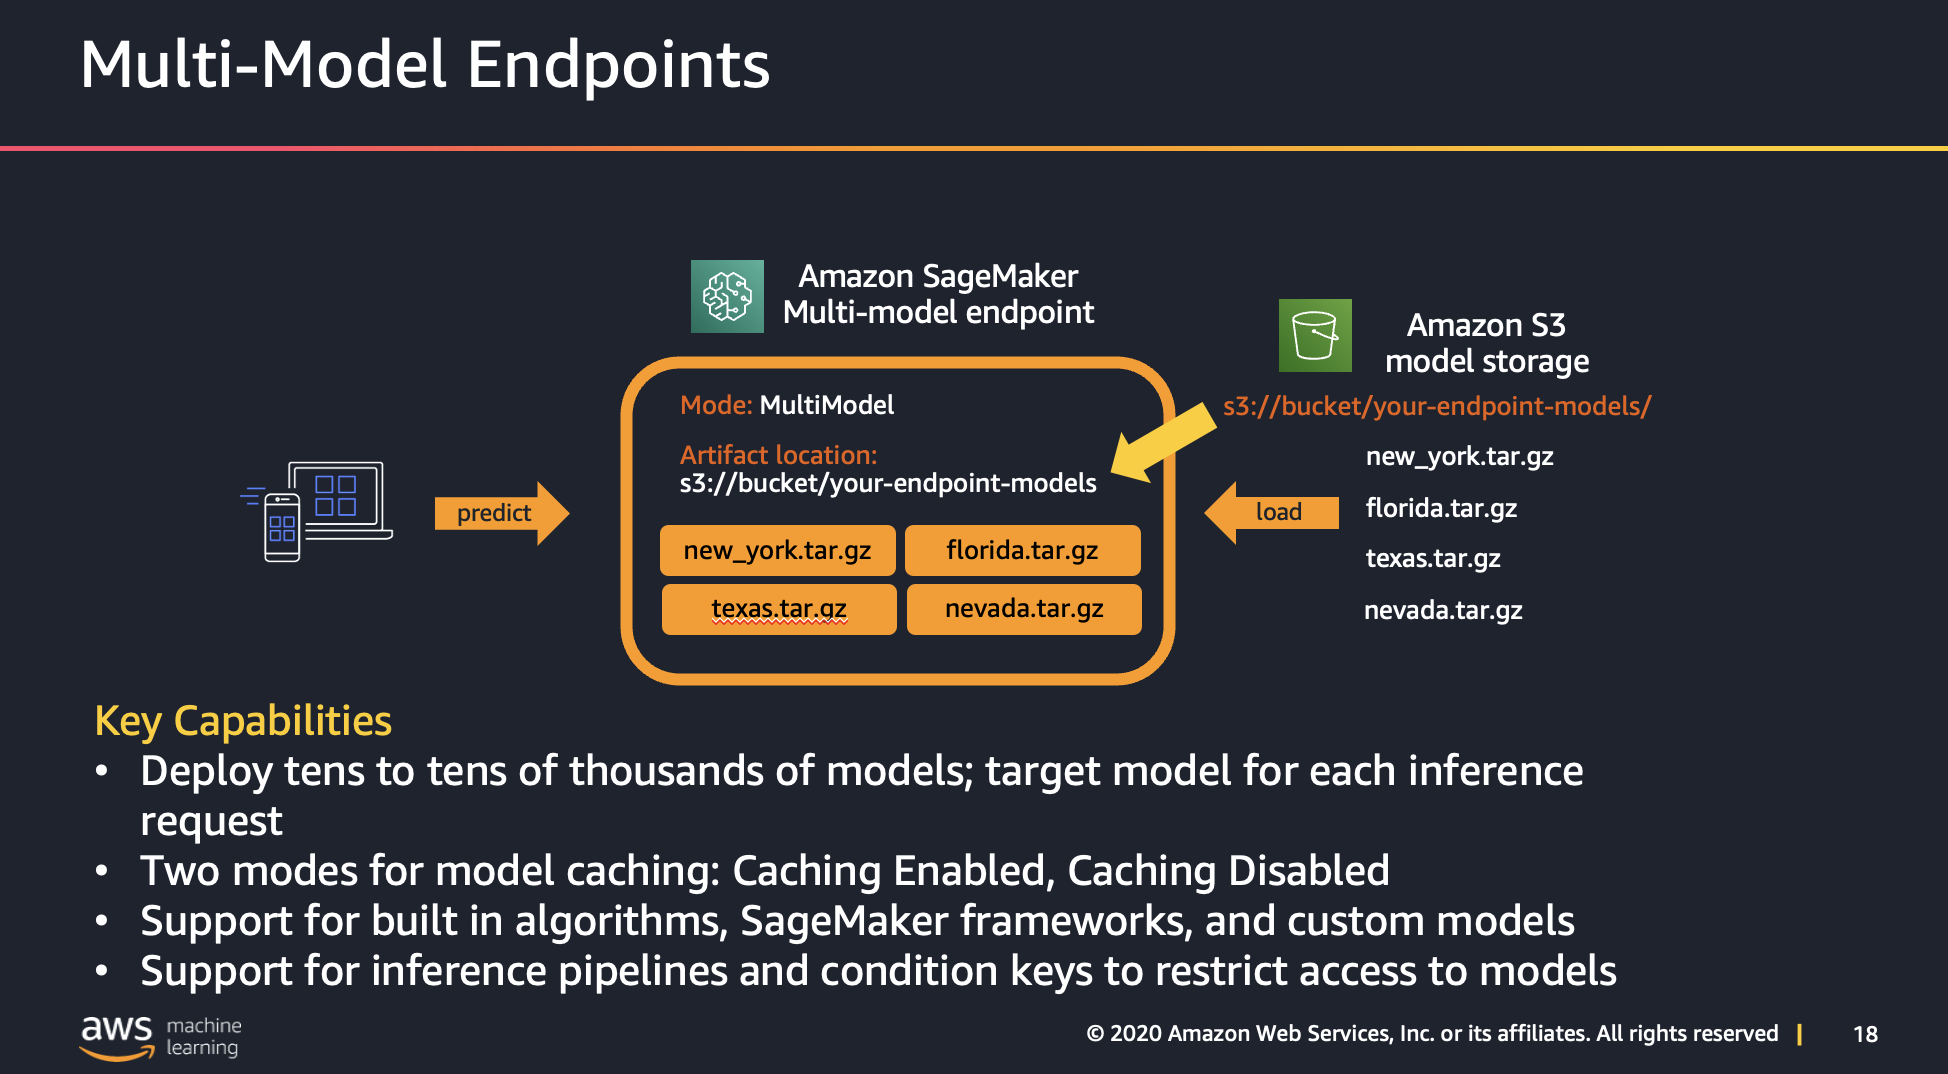 Multi-Model Endpoints
Amazon SageMaker
Multi-model endpoint
Amazon S3
model storage
Mode: MultiModel
s3://bucket/your-endpoint-models/
Artifact location:
s3://bucket/your-endpoint-models
new_york.tar.gz
florida.tar.gz
texas.tar.gz
nevada.tar.gz
predict
load
new_york.tar.gz
florida.tar.gz
texas.tar.gz
nevada.tar.gz
Key Capabilities
• Deploy tens to tens of thousands of models; target model for each inference
request
• Two modes for model caching: Caching Enabled, Caching Disabled
• Support for built in algorithms, SageMaker frameworks, and custom models
• Support for inference pipelines and condition keys to restrict access to models
aws machine
learning
© 2020 Amazon Web Services, Inc. or its affiliates. All rights reserved | 18